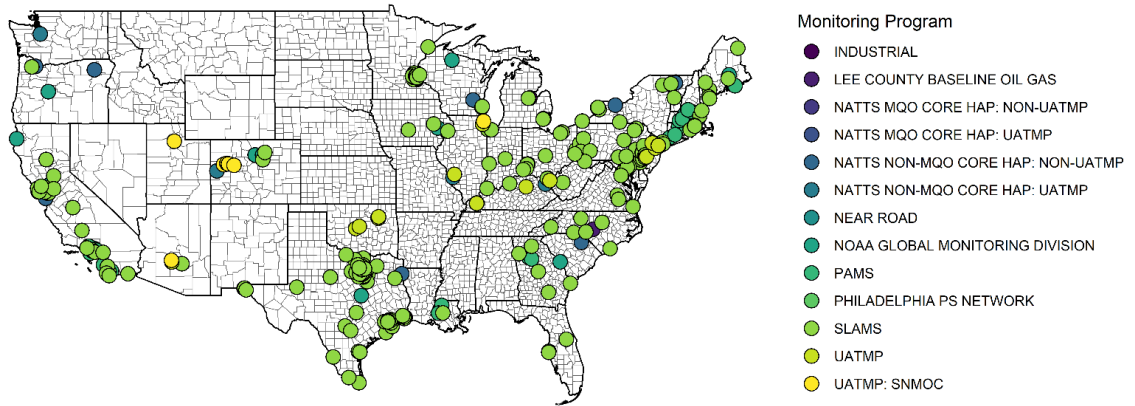 Monitoring Program
INDUSTRIAL
LEE COUNTY BASELINE OIL GAS
NATTS MQO CORE HAP: NON-UATMP
NATTS MQO CORE HAP: UATMP
NATTS NON-MQO CORE HAP: NON-UATMP
NATTS NON-MQO CORE HAP: UATMP
NEAR ROAD
NOAA GLOBAL MONITORING DIVISION
PAMS
PHILADELPHIA PS NETWORK
SLAMS
UATMP
UATMP: SNMOC